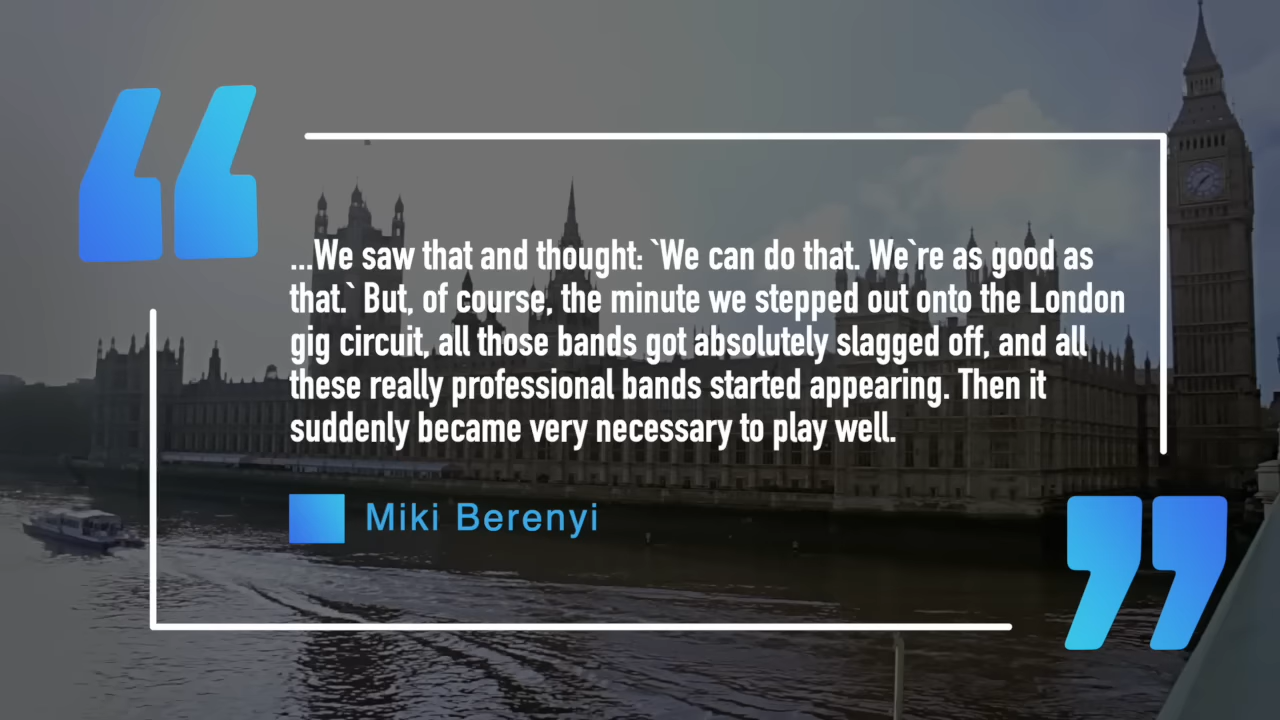 ...We saw that and thought: `We can do that. We`re as good as
that.` But, of course, the minute we stepped out onto the London
gig circuit, all those bands got absolutely slagged off, and all
these really professional bands started appearing. Then it
suddenly became very necessary to play well.
Miki Berenyi